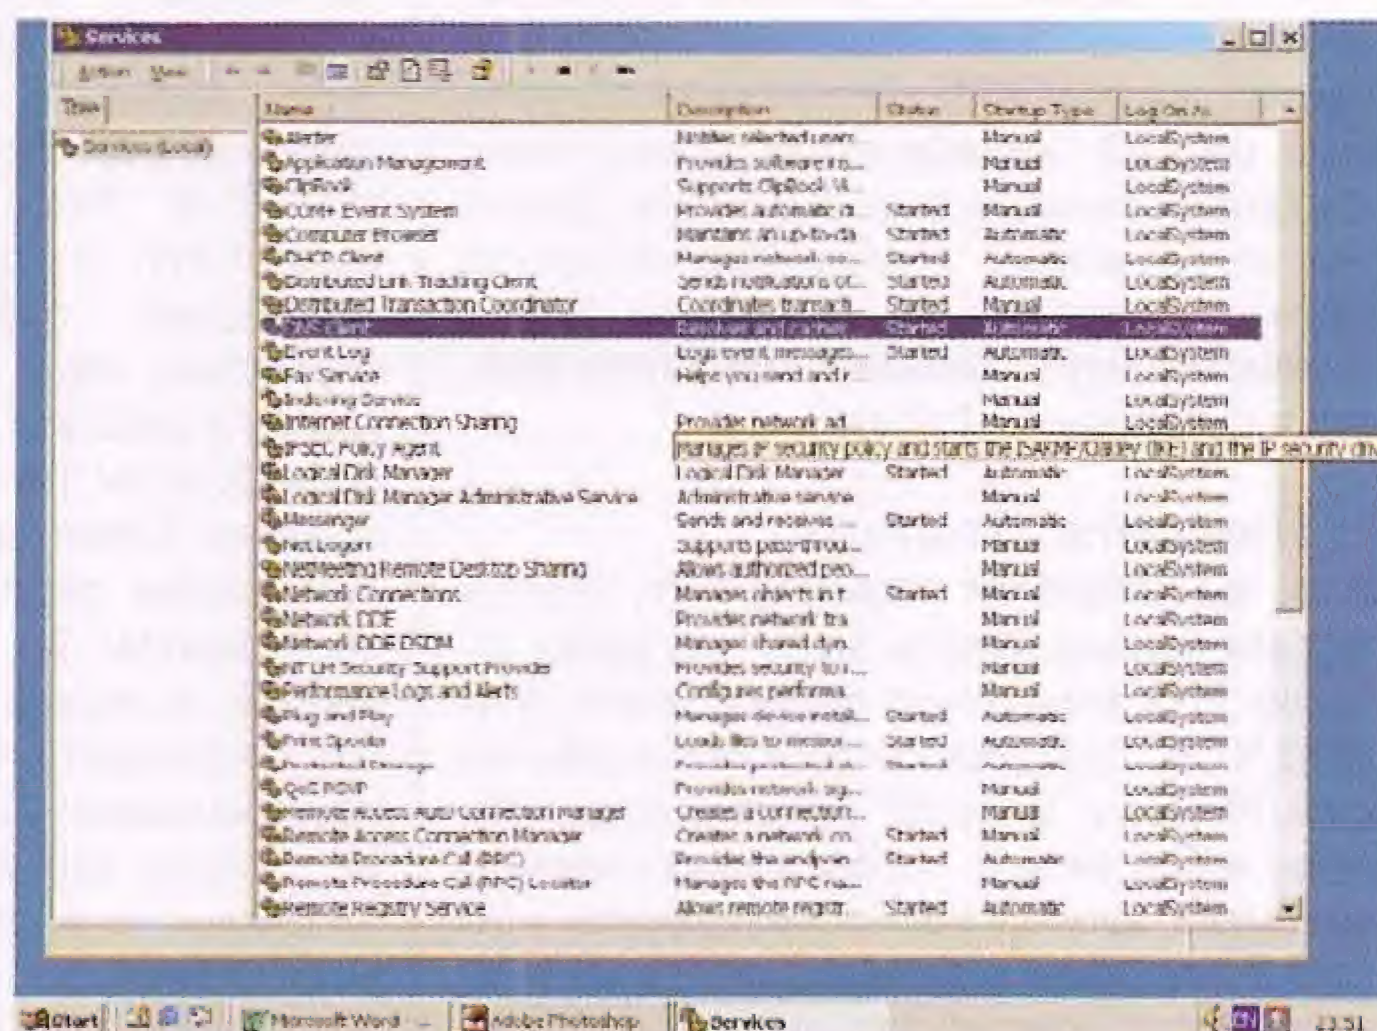 Services
Action View
Tree Name Description Status Startup Type Log On As
Services (Local)
Alerter Notifies selected users Manual LocalSystem
Application Management Provides software ins... Manual LocalSystem
ClipBook Supports ClipBook Vi... Manual LocalSystem
COM+ Event System Provides automatic di... Started Manual LocalSystem
Computer Browser Maintains an up-to-da... Started Automatic LocalSystem
DHCP Client Manages network co... Started Automatic LocalSystem
Distributed Link Tracking Client Sends notifications of... Started Automatic LocalSystem
Distributed Transaction Coordinator Coordinates transacti... Started Manual LocalSystem
DNS Client Resolves and caches... Started Automatic LocalSystem
Event Log Logs event messages... Started Automatic LocalSystem
Fax Service Helps you send and r... Manual LocalSystem
Indexing Service Manual LocalSystem
Internet Connection Sharing Provides network ad... Manual LocalSystem
IPSEC Policy Agent Manages IP security policy and starts the ISAKMP/Oakley (IKE) and the IP security driv
Logical Disk Manager Logical Disk Manager Started Automatic LocalSystem
Logical Disk Manager Administrative Service Administrative service Manual LocalSystem
Messenger Sends and receives ... Started Automatic LocalSystem
Net Logon Supports pass-throu... Manual LocalSystem
NetMeeting Remote Desktop Sharing Allows authorized peo... Manual LocalSystem
Network Connections Manages objects in t... Started Manual LocalSystem
Network DDE Provides network tra... Manual LocalSystem
Network DDE DSDM Manages shared dyn... Manual LocalSystem
NT LM Security Support Provider Provides security to r... Manual LocalSystem
Performance Logs and Alerts Configures performa... Manual LocalSystem
Plug and Play Manages device install... Started Automatic LocalSystem
Print Spooler Loads files to memor... Started Automatic LocalSystem
Protected Storage Provides protected sto... Started Automatic LocalSystem
QoS RSVP Provides network sig... Manual LocalSystem
Remote Access Auto Connection Manager Creates a connection... Manual LocalSystem
Remote Access Connection Manager Creates a network co... Started Manual LocalSystem
Remote Procedure Call (RPC) Provides the endpoin... Started Automatic LocalSystem
Remote Procedure Call (RPC) Locator Manages the RPC na... Manual LocalSystem
Remote Registry Service Allows remote registr... Started Automatic LocalSystem
Start Microsoft Word - ... Adobe Photoshop Services EN 23:51